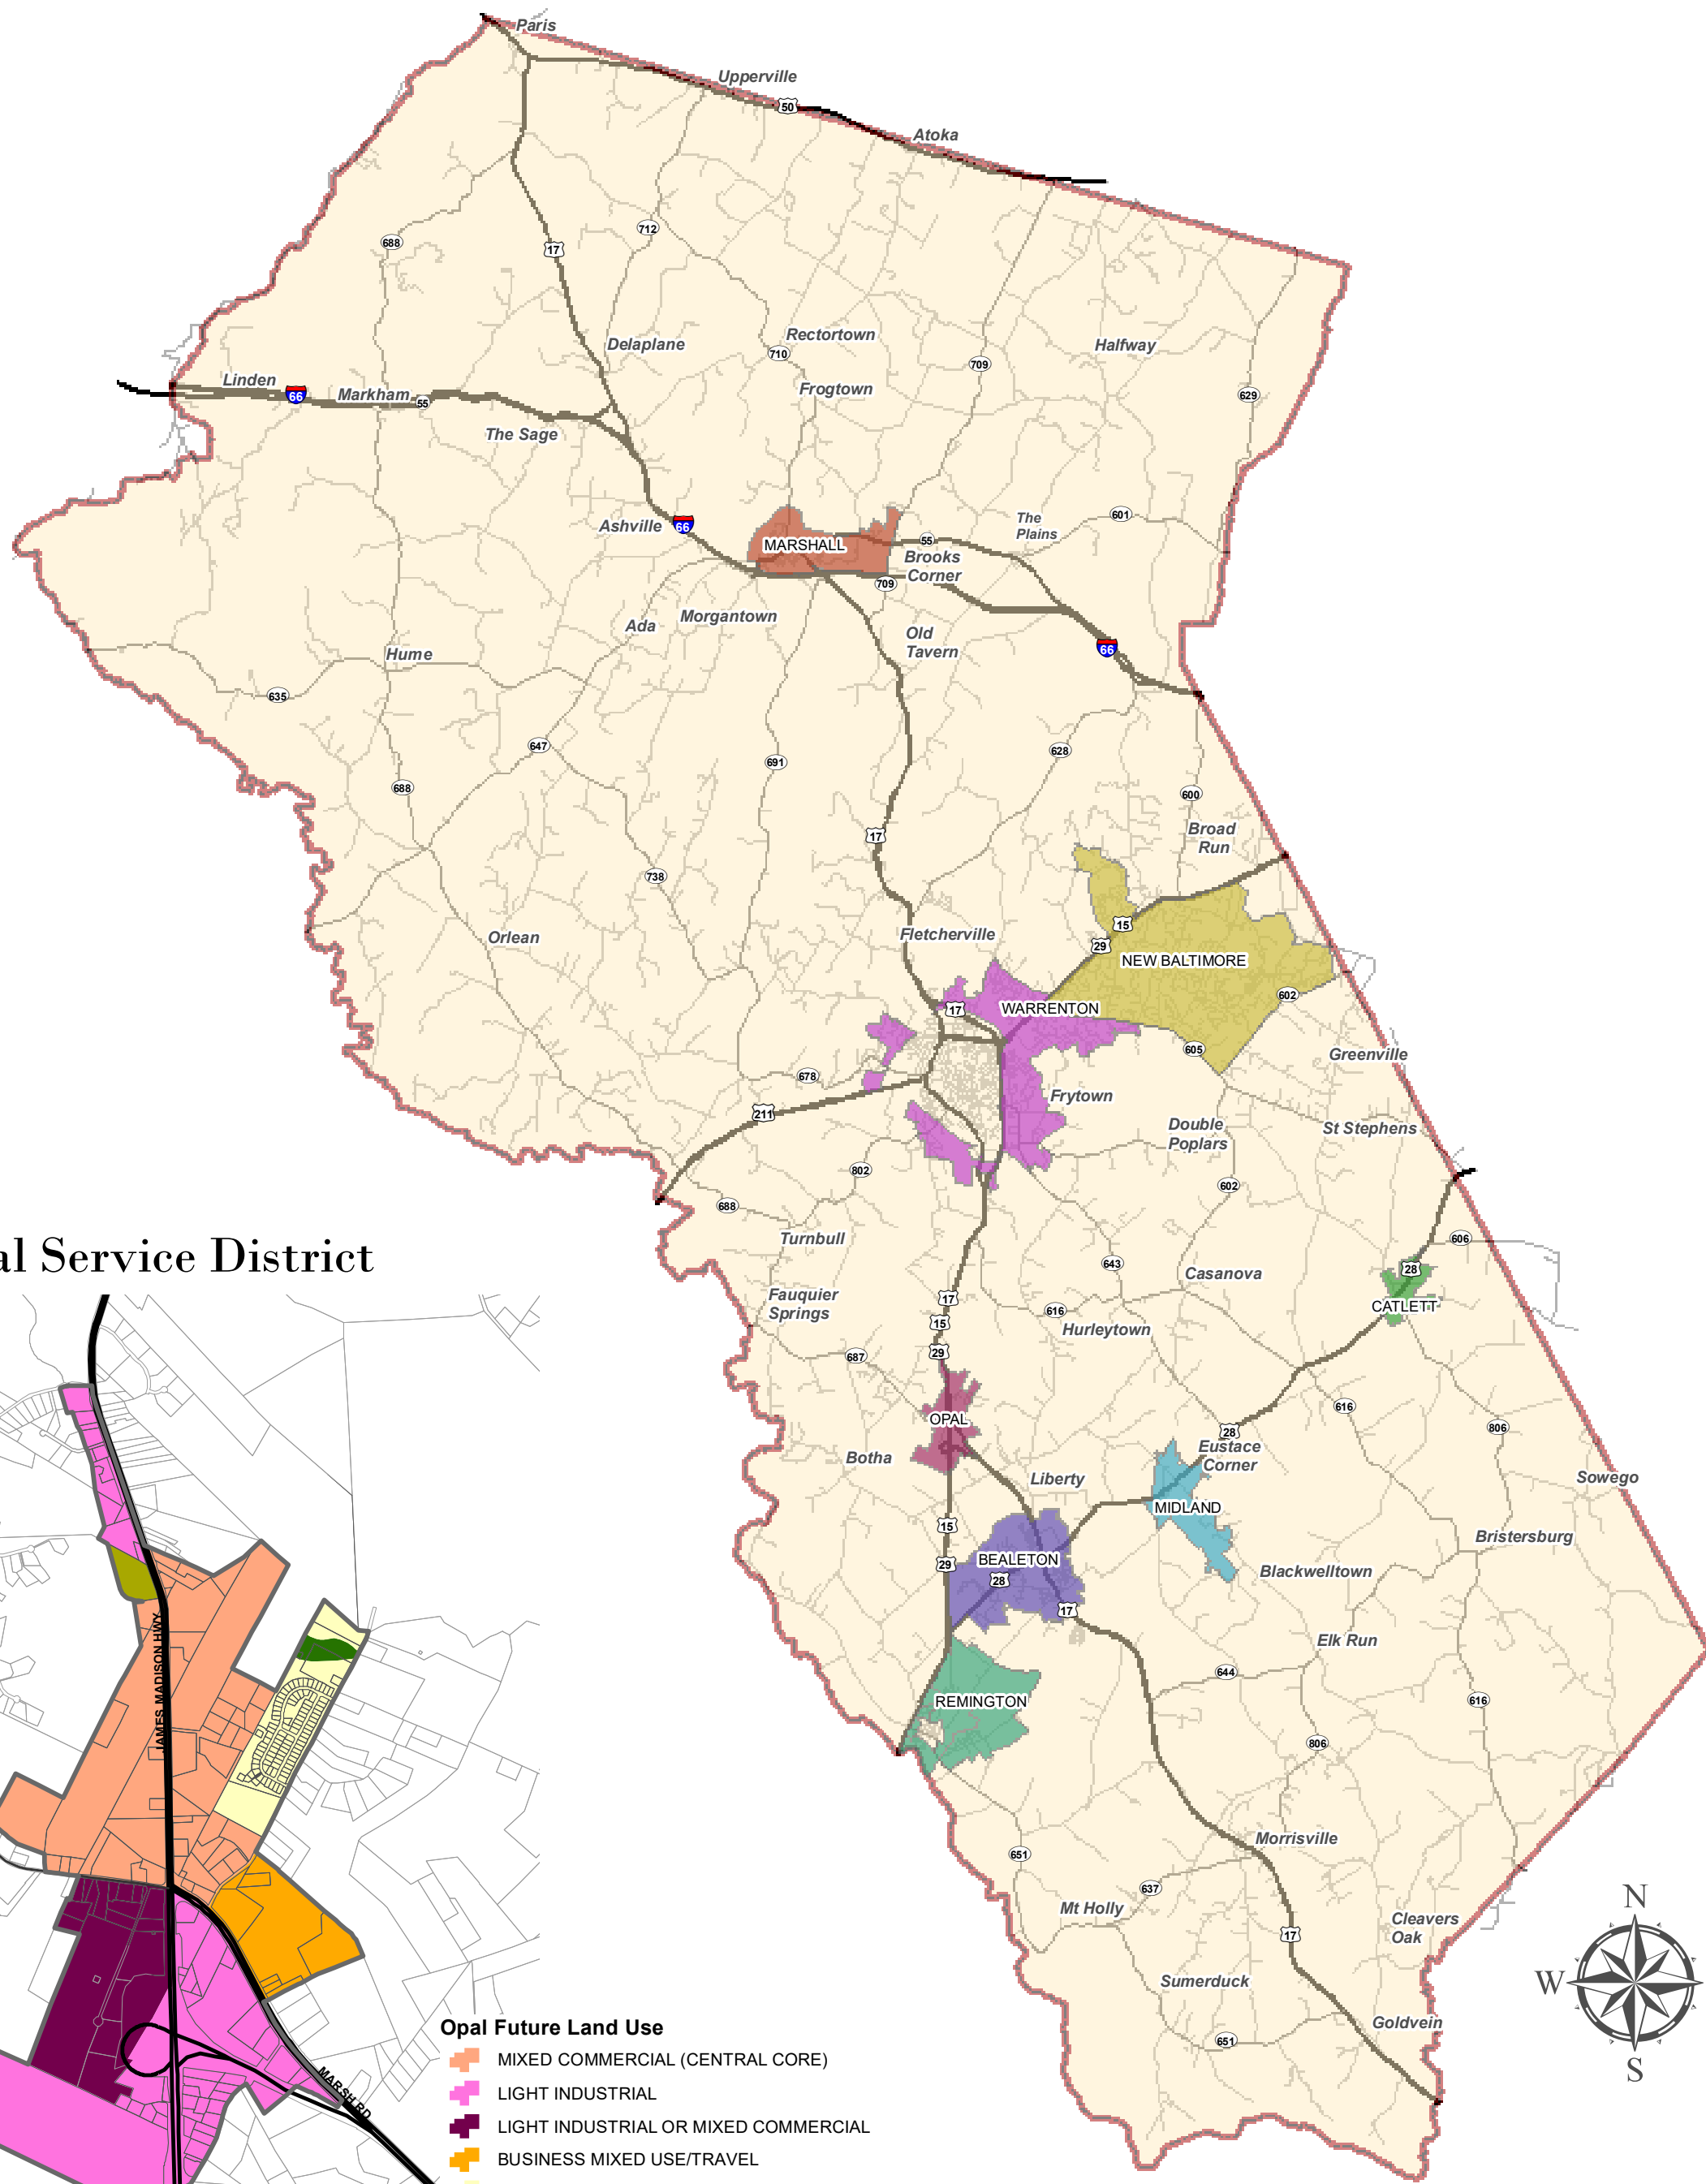 Paris
Upperville
50
Atoka
712
688
17
Rectortown
Delaplane
710
709
Halfway
Linden
66
Markham
55
Frogtown
629
The Sage
Ashville
66
MARSHALL
55
The
Plains
601
Brooks
Corner
709
Morgantown
Ada
Old
Tavern
66
Hume
635
647
691
628
688
600
17
Broad
Run
738
15
Orlean
Fletcherville
29
NEW BALTIMORE
602
17
WARRENTON
605
Greenville
678
Frytown
211
Double
Poplars
St Stephens
802
602
688
Turnbull
606
al Service District
643
Casanova
28
CATLETT
Fauquier
Springs
17
15
616
Hurleytown
29
687
616
OPAL
28
806
Botha
Eustace
Corner
Liberty
Sowego
MIDLAND
15
Bristersburg
BEALETON
29
28
Blackwelltown
17
JAMES MADISON HWY
Elk Run
644
REMINGTON
616
806
Morrisville
651
637
Mt Holly
Cleavers
Oak
17
N
W
S
Sumerduck
Goldvein
651
MARSH RD
Opal Future Land Use
MIXED COMMERCIAL (CENTRAL CORE)
LIGHT INDUSTRIAL
LIGHT INDUSTRIAL OR MIXED COMMERCIAL
BUSINESS MIXED USE/TRAVEL